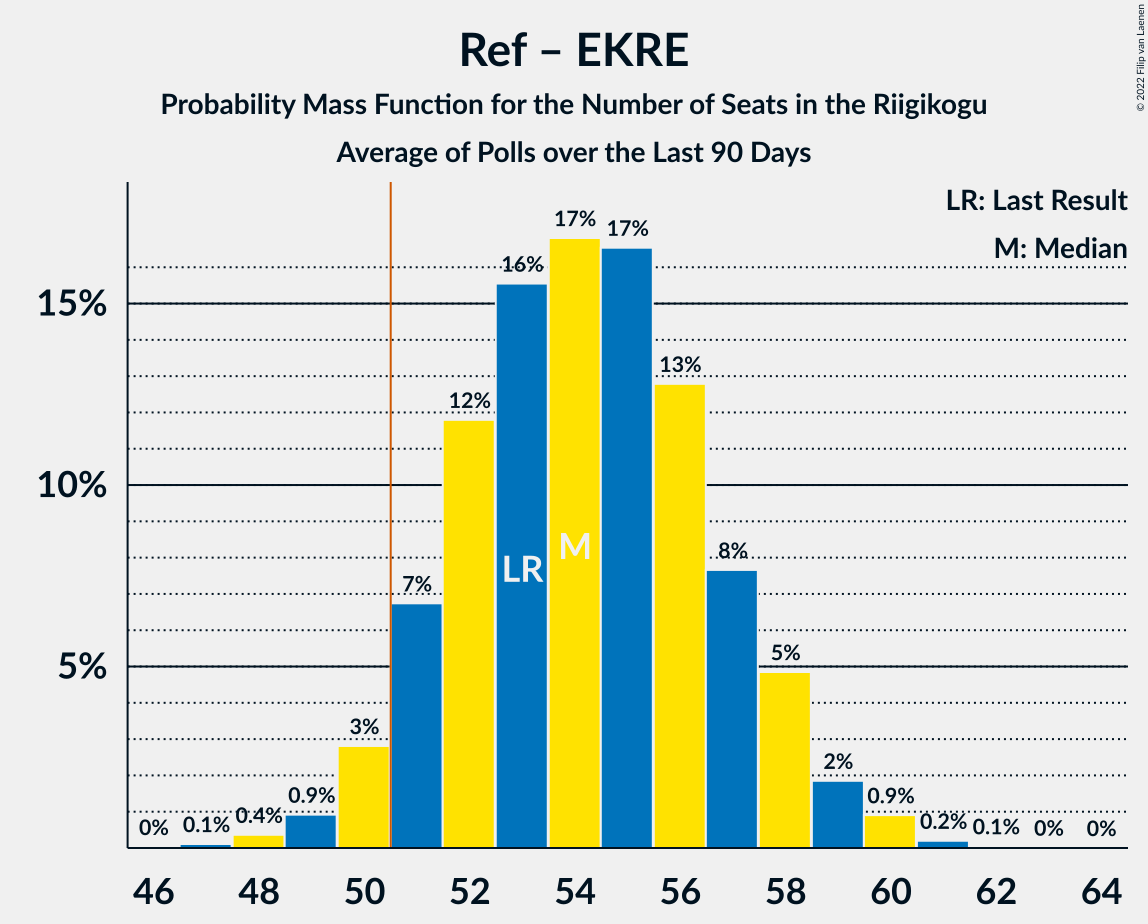 Ref – EKRE
Probability Mass Function for the Number of Seats in the Riigikogu
Average of Polls over the Last 90 Days
© 2022 Filip van Laenen
LR: Last Result
M: Median
15%
10%
5%
0%
0.1%
0.4%
0.9%
3%
7%
12%
16%
17%
17%
13%
8%
5%
2%
0.9%
0.2%
0.1%
0%
0%
LR
M
46 48 50 52 54 56 58 60 62 64